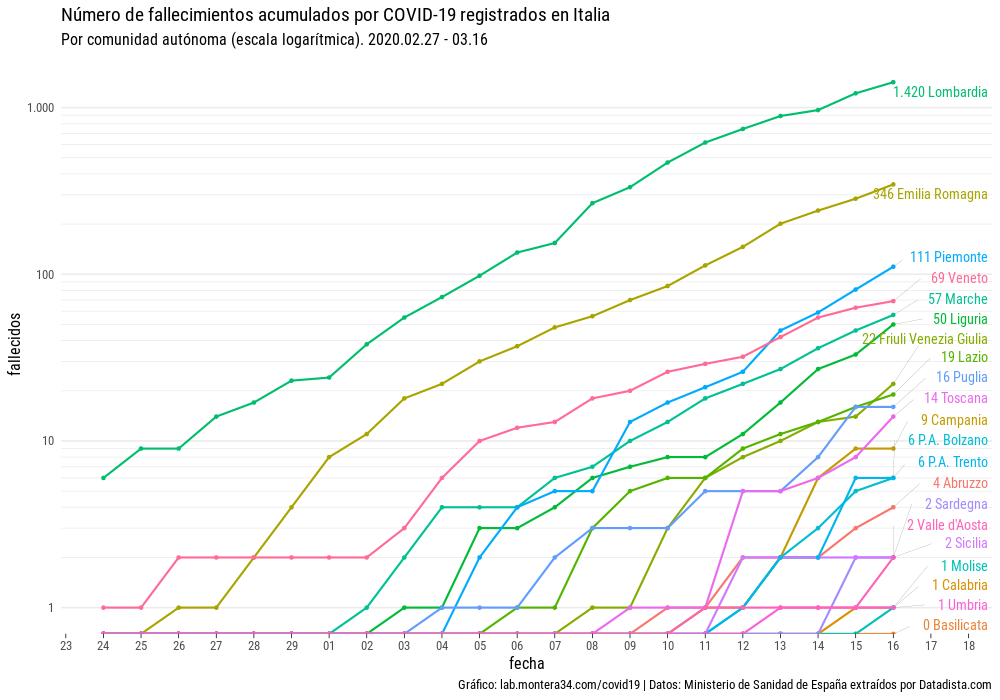 Número de fallecimientos acumulados por COVID-19 registrados en Italia
Por comunidad autónoma (escala logarítmica). 2020.02.27 - 03.16
1.000
100
10
1
fallecidos
1.420 Lombardia
346 Emilia Romagna
111 Piemonte
69 Veneto
57 Marche
50 Liguria
22 Friuli Venezia Giulia
19 Lazio
16 Puglia
14 Toscana
9 Campania
6 P.A. Bolzano
6 P.A. Trento
4 Abruzzo
2 Sardegna
2 Valle d'Aosta
2 Sicilia
1 Molise
1 Calabria
1 Umbria
0 Basilicata
23 24 25 26 27 28 29 01 02 03 04 05 06 07 08 09 10 11 12 13 14 15 16 17 18
fecha
Gráfico: lab.montera34.com/covid19 | Datos: Ministerio de Sanidad de España extraídos por Datadista.com